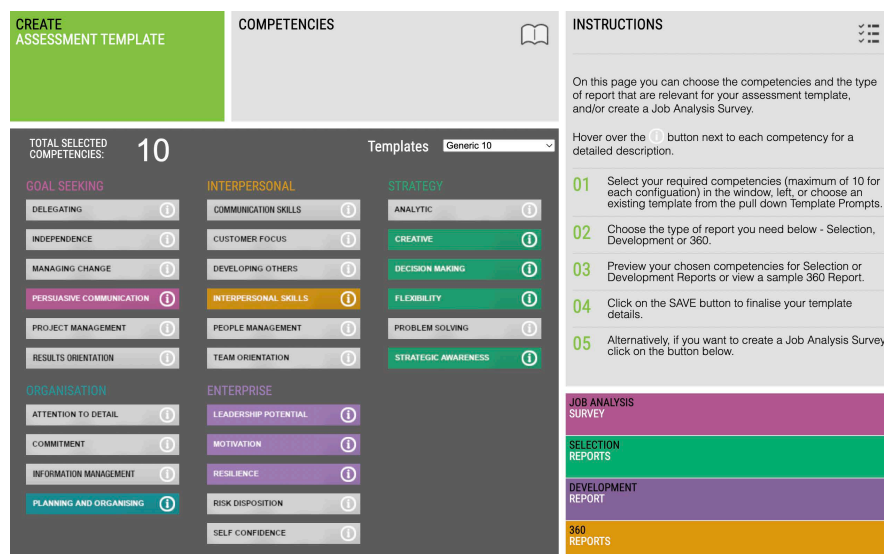 CREATE
ASSESSMENT TEMPLATE
COMPETENCIES
TOTAL SELECTED
COMPETENCIES:
10
Templates
Generic 10
GOAL SEEKING
DELEGATING
INDEPENDENCE
MANAGING CHANGE
PERSUASIVE COMMUNICATION
PROJECT MANAGEMENT
RESULTS ORIENTATION
INTERPERSONAL
COMMUNICATION SKILLS
CUSTOMER FOCUS
DEVELOPING OTHERS
INTERPERSONAL SKILLS
PEOPLE MANAGEMENT
TEAM ORIENTATION
STRATEGY
ANALYTIC
CREATIVE
DECISION MAKING
FLEXIBILITY
PROBLEM SOLVING
STRATEGIC AWARENESS
ORGANISATION
ATTENTION TO DETAIL
COMMITMENT
INFORMATION MANAGEMENT
PLANNING AND ORGANISING
ENTERPRISE
LEADERSHIP POTENTIAL
MOTIVATION
RESILIENCE
RISK DISPOSITION
SELF CONFIDENCE
INSTRUCTIONS
On this page you can choose the competencies and the type
of report that are relevant for your assessment template,
and/or create a Job Analysis Survey.
Hover over the i button next to each competency for a
detailed description.
01 Select your required competencies (maximum of 10 for
each configuation) in the window, left, or choose an
existing template from the pull down Template Prompts.
02 Choose the type of report you need below - Selection,
Development or 360.
03 Preview your chosen competencies for Selection or
Development Reports or view a sample 360 Report.
04 Click on the SAVE button to finalise your template
details.
05 Alternatively, if you want to create a Job Analysis Survey
click on the button below.
JOB ANALYSIS
SURVEY
SELECTION
REPORTS
DEVELOPMENT
REPORT
360
REPORTS